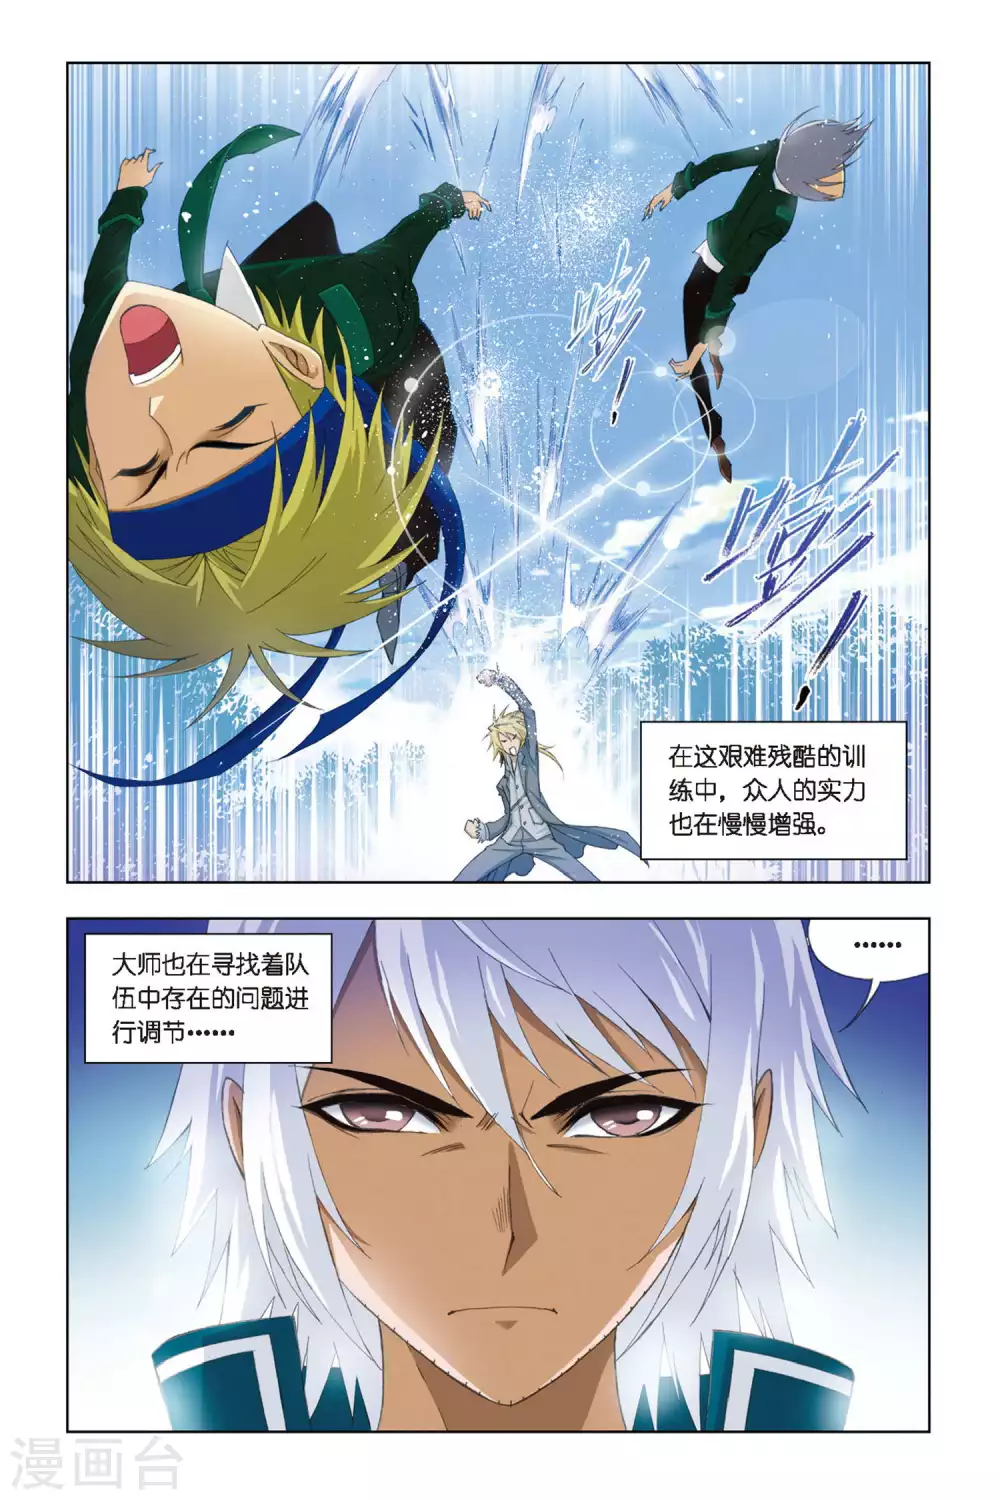 嘭！
嘭！
在这艰难残酷的训
练中，众人的实力
也在慢慢增强。
大师也在寻找着队
伍中存在的问题进
行调节……
……
漫画台